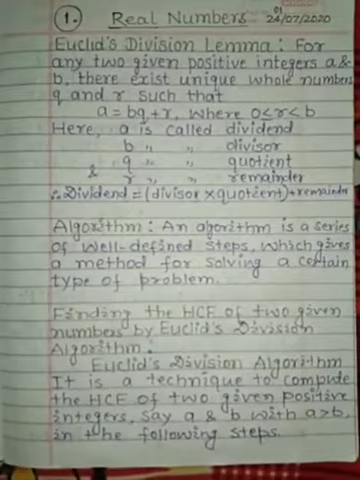 1. Real Numbers 01
24/07/2020
Euclid's Division Lemma: For
any two given positive integers a &
b, there exist unique whole numbers
q and r such that
a = bq+r, where 0<r<b
Here, a is called dividend
b " " divisor
q " " quotient
& r " " remainder
∴ Dividend = (divisor × quotient) + remainder
Algorithm: An algorithm is a series
of well-defined steps, which gives
a method for solving a certain
type of problem.
Finding the HCF of two given
numbers by Euclid's Division
Algorithm:
Euclid's Division Algorithm
It is a technique to compute
the HCF of two given positive
integers, say a & b with a>b,
in the following steps.